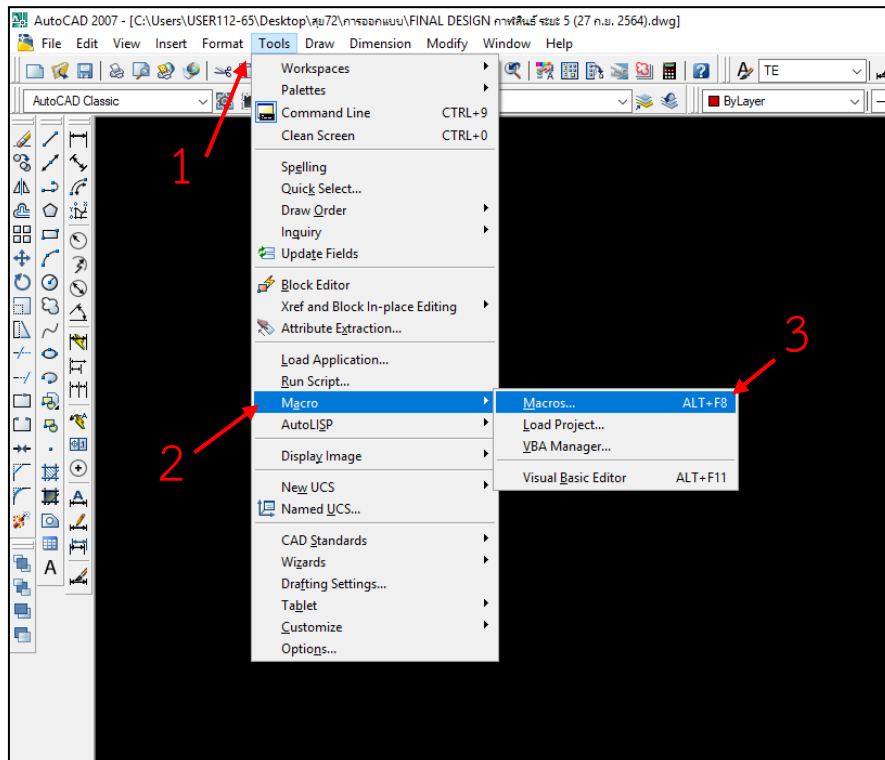 AutoCAD 2007 - [C:\Users\USER112-65\Desktop\สุย72\การออกแบบ\FINAL DESIGN กาฬสินธุ์ ระยะ 5 (27 ก.ย. 2564).dwg]
File Edit View Insert Format Tools Draw Dimension Modify Window Help
TE
AutoCAD Classic
ByLayer
1
Workspaces
Palettes
Command Line CTRL+9
Clean Screen CTRL+0
Spelling
Quick Select...
Draw Order
Inquiry
Update Fields
Block Editor
Xref and Block In-place Editing
Attribute Extraction...
Load Application...
Run Script...
3
2
Macro
Macros... ALT+F8
AutoLISP
Load Project...
VBA Manager...
Display Image
Visual Basic Editor ALT+F11
New UCS
Named UCS...
CAD Standards
Wizards
Drafting Settings...
Tablet
Customize
Options...